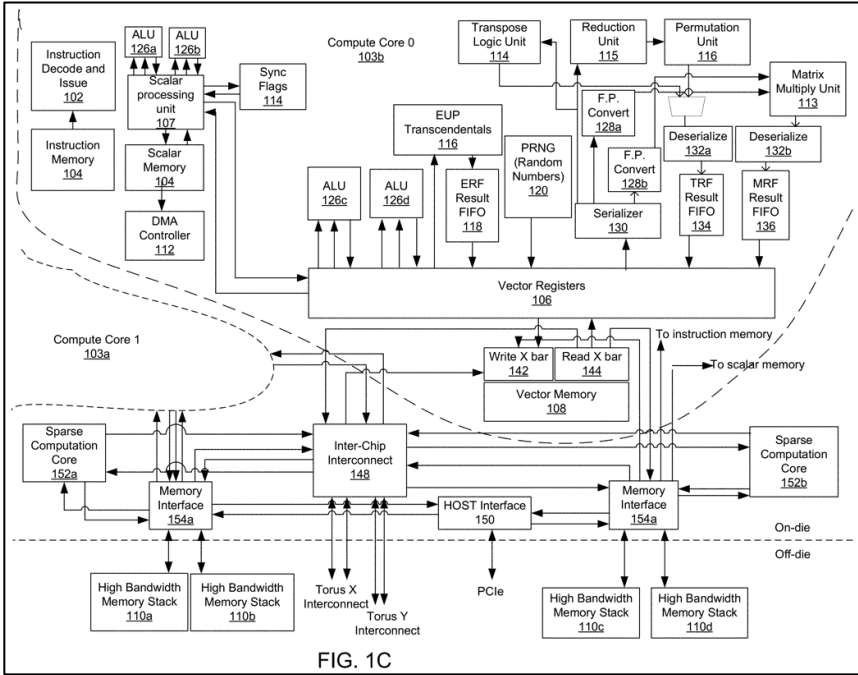 Instruction
Decode and
Issue
102
Instruction
Memory
104
ALU
126a
ALU
126b
Scalar
processing
unit
107
Sync
Flags
114
Scalar
Memory
104
DMA
Controller
112
Compute Core 0
103b
Transpose
Logic Unit
114
Reduction
Unit
115
Permutation
Unit
116
Matrix
Multiply Unit
113
F.P.
Convert
128a
F.P.
Convert
128b
Deserialize
132a
Deserialize
132b
EUP
Transcendentals
116
PRNG
(Random
Numbers)
120
ALU
126c
ALU
126d
ERF
Result
FIFO
118
Serializer
130
TRF
Result
FIFO
134
MRF
Result
FIFO
136
Vector Registers
106
Compute Core 1
103a
Write X bar
142
Read X bar
144
Vector Memory
108
To instruction memory
To scalar memory
Sparse
Computation
Core
152a
Inter-Chip
Interconnect
148
Sparse
Computation
Core
152b
Memory
Interface
154a
HOST Interface
150
Memory
Interface
154a
On-die
Off-die
High Bandwidth
Memory Stack
110a
High Bandwidth
Memory Stack
110b
Torus X
Interconnect
Torus Y
Interconnect
PCIe
High Bandwidth
Memory Stack
110c
High Bandwidth
Memory Stack
110d
FIG. 1C